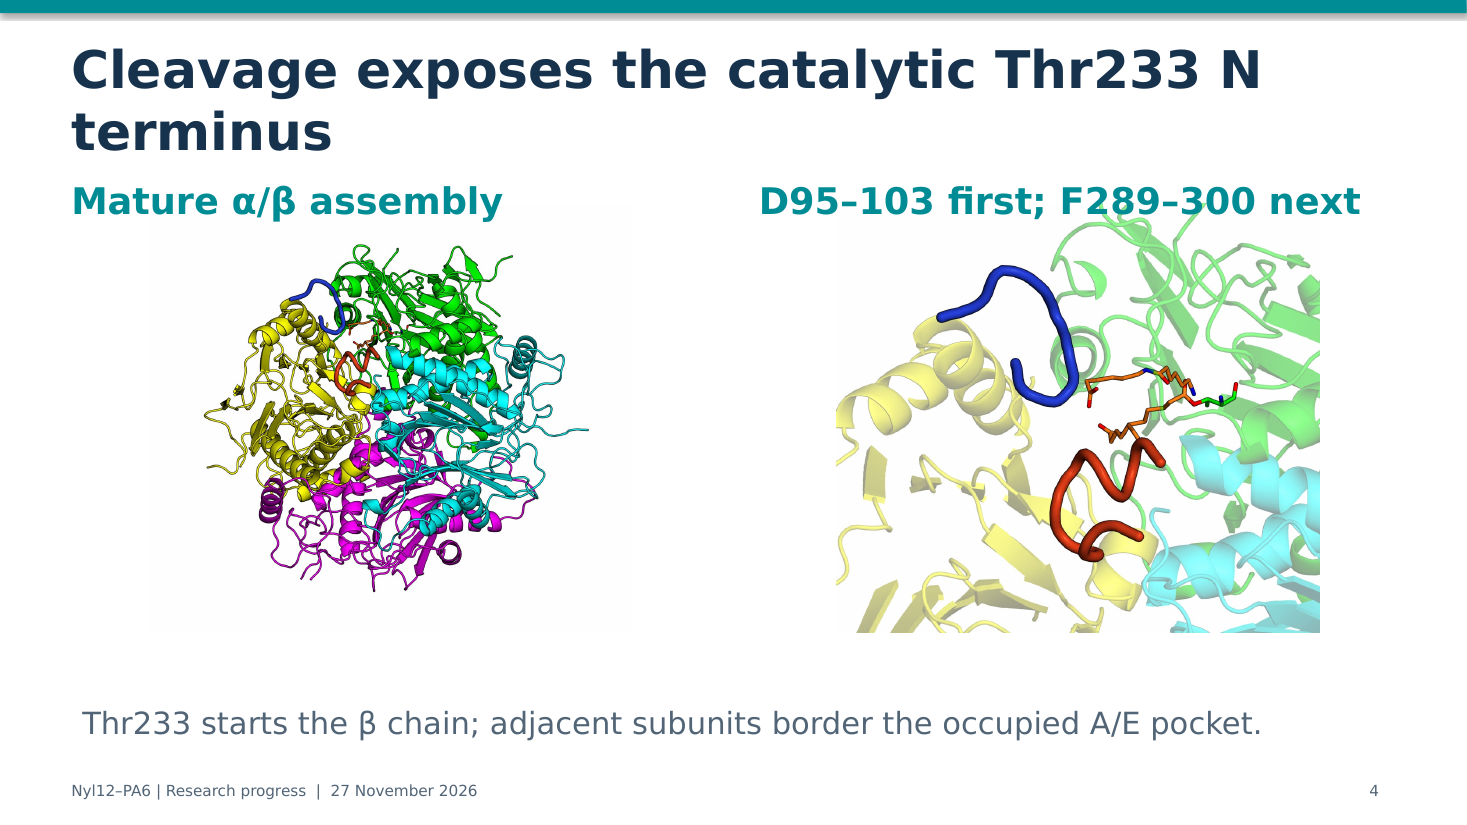 Cleavage exposes the catalytic Thr233 N
terminus
Mature α/β assembly
D95–103 first; F289–300 next
Thr233 starts the β chain; adjacent subunits border the occupied A/E pocket.
Nyl12–PA6 | Research progress | 27 November 2026
4